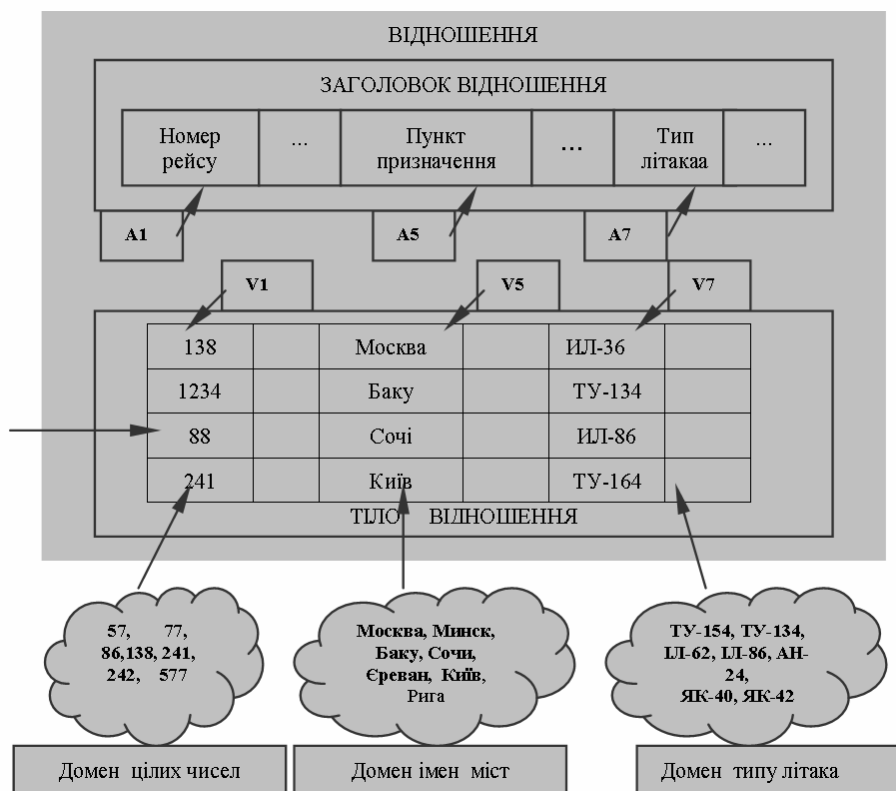 ВІДНОШЕННЯ
ЗАГОЛОВОК ВІДНОШЕННЯ
Номер рейсу ... Пункт призначення ... Тип літакаа ...
A1 A5 A7
V1 V5 V7
138 Москва ИЛ-36
1234 Баку ТУ-134
88 Сочі ИЛ-86
241 Київ ТУ-164
ТІЛО ВІДНОШЕННЯ
57, 77,
86,138, 241,
242, 577
Москва, Минск,
Баку, Сочи,
Єреван, Київ,
Рига
ТУ-154, ТУ-134,
ІЛ-62, ІЛ-86, АН-
24,
ЯК-40, ЯК-42
Домен цілих чисел Домен імен міст Домен типу літака